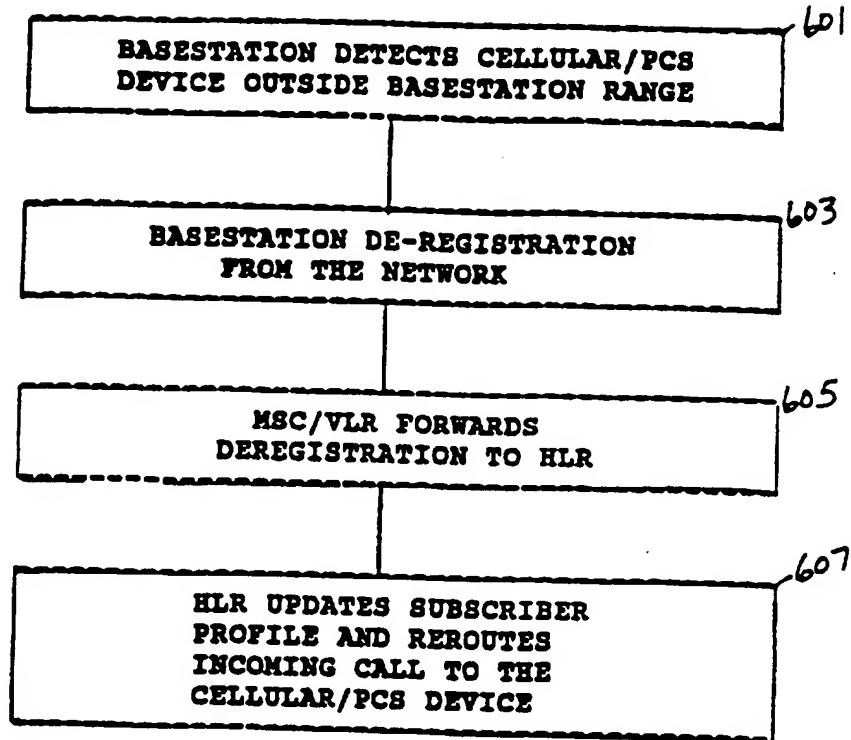 601
BASESTATION DETECTS CELLULAR/PCS
DEVICE OUTSIDE BASESTATION RANGE
603
BASESTATION DE-REGISTRATION
FROM THE NETWORK
605
MSC/VLR FORWARDS
DEREGISTRATION TO HLR
607
HLR UPDATES SUBSCRIBER
PROFILE AND REROUTES
INCOMING CALL TO THE
CELLULAR/PCS DEVICE